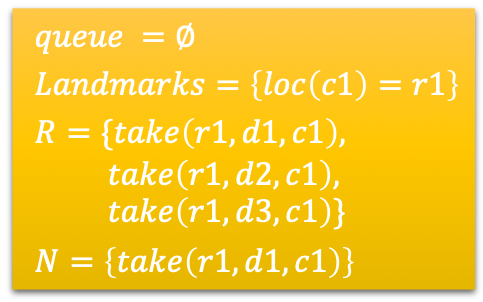 queue = ∅
Landmarks = {loc(c1) = r1}
R = {take(r1, d1, c1),
take(r1, d2, c1),
take(r1, d3, c1)}
N = {take(r1, d1, c1)}